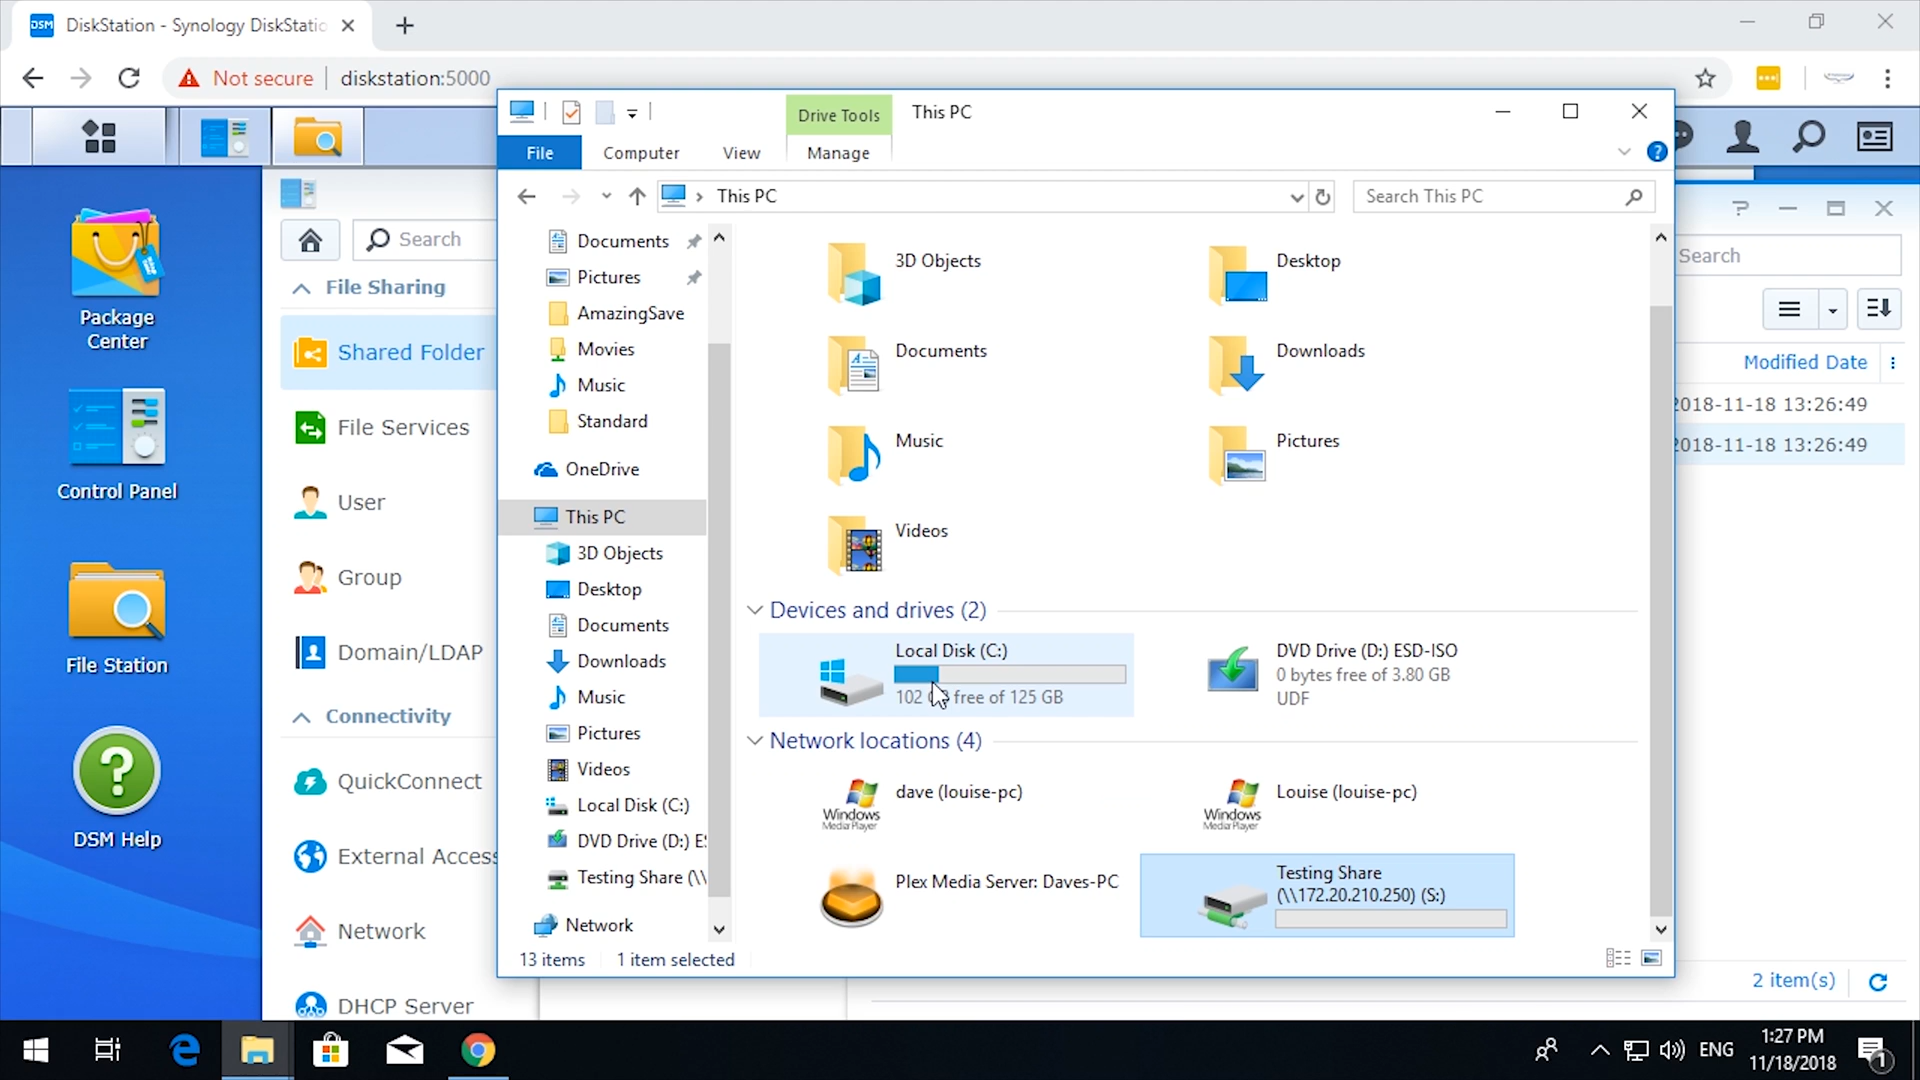 DSM DiskStation - Synology DiskStatio
Not secure diskstation:5000
Package
Center
Control Panel
File Station
DSM Help
Search
File Sharing
Shared Folder
File Services
User
Group
Domain/LDAP
Connectivity
QuickConnect
External Access
Network
DHCP Server
Drive Tools This PC
File Computer View Manage
This PC
Search This PC
Documents
Pictures
AmazingSave
Movies
Music
Standard
OneDrive
This PC
3D Objects
Desktop
Documents
Downloads
Music
Pictures
Videos
Local Disk (C:)
DVD Drive (D:) E
Testing Share (\\
Network
3D Objects
Desktop
Documents
Downloads
Music
Pictures
Videos
Devices and drives (2)
Local Disk (C:)
102 free of 125 GB
DVD Drive (D:) ESD-ISO
0 bytes free of 3.80 GB
UDF
Network locations (4)
Windows
Media Player
dave (louise-pc)
Windows
Media Player
Louise (louise-pc)
Plex Media Server: Daves-PC
Testing Share
(\\172.20.210.250) (S:)
13 items 1 item selected
Search
Modified Date
2018-11-18 13:26:49
2018-11-18 13:26:49
2 item(s)
ENG
1:27 PM
11/18/2018
1